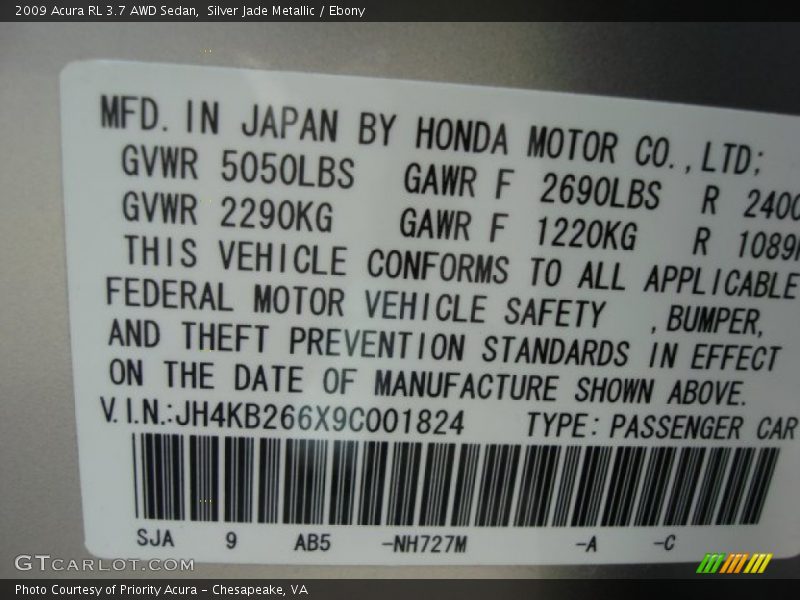 2009 Acura RL 3.7 AWD Sedan, Silver Jade Metallic / Ebony
MFD. IN JAPAN BY HONDA MOTOR CO.,LTD;
GVWR 5050LBS GAWR F 2690LBS R 2400
GVWR 2290KG GAWR F 1220KG R 1089K
THIS VEHICLE CONFORMS TO ALL APPLICABLE
FEDERAL MOTOR VEHICLE SAFETY ,BUMPER,
AND THEFT PREVENTION STANDARDS IN EFFECT
ON THE DATE OF MANUFACTURE SHOWN ABOVE.
V.I.N.:JH4KB266X9C001824 TYPE: PASSENGER CAR
SJA 9 AB5 -NH727M -A -C
GTCARLOT.COM
Photo Courtesy of Priority Acura – Chesapeake, VA